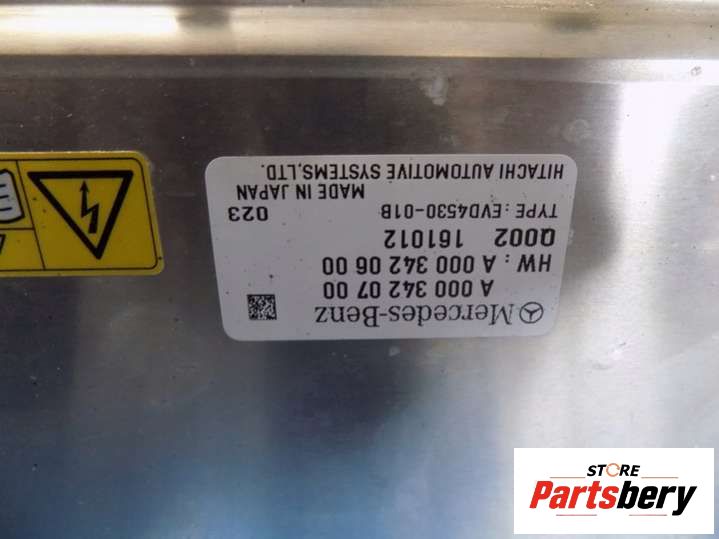 Mercedes-Benz
A 000 342 07 00
HW : A 000 342 06 00
Q002 161012
TYPE : EVD4530-01B
023
MADE IN JAPAN
HITACHI AUTOMOTIVE SYSTEMS,LTD.
STORE
Partsbery